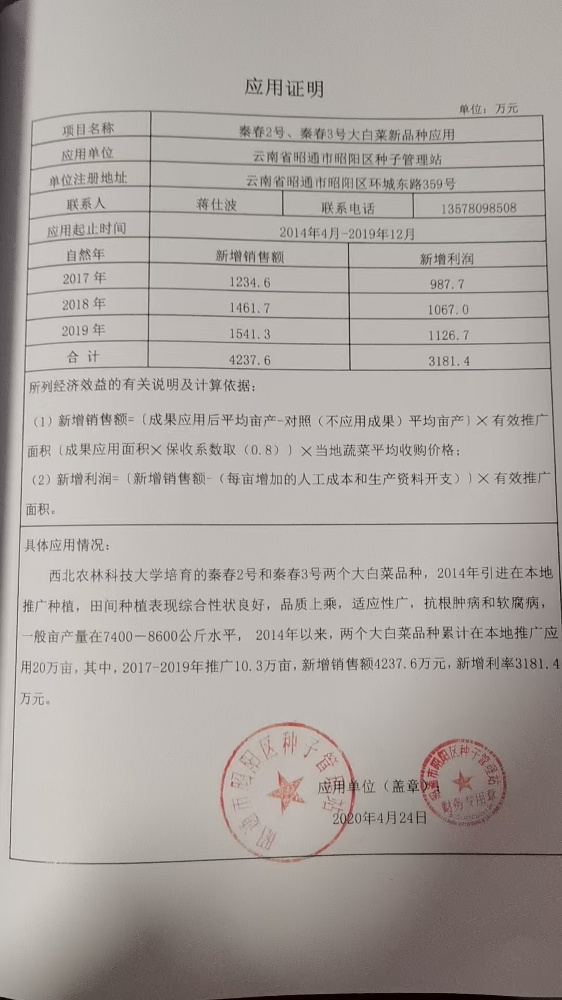 应用证明
单位：万元
项目名称 秦春2号、秦春3号大白菜新品种应用
应用单位 云南省昭通市昭阳区种子管理站
单位注册地址 云南省昭通市昭阳区环城东路359号
联系人 蒋仕波 联系电话 13578098508
应用起止时间 2014年4月-2019年12月
自然年 新增销售额 新增利润
2017 年 1234.6 987.7
2018 年 1461.7 1067.0
2019 年 1541.3 1126.7
合 计 4237.6 3181.4
所列经济效益的有关说明及计算依据：
（1）新增销售额=〔成果应用后平均亩产-对照（不应用成果）平均亩产〕×有效推广
面积〔成果应用面积×保收系数取（0.8）〕×当地蔬菜平均收购价格；
（2）新增利润=〔新增销售额-（每亩增加的人工成本和生产资料开支）〕×有效推广
面积。
具体应用情况：
西北农林科技大学培育的秦春2号和秦春3号两个大白菜品种，2014年引进在本地
推广种植，田间种植表现综合性状良好，品质上乘，适应性广，抗根肿病和软腐病，
一般亩产量在7400－8600公斤水平， 2014年以来，两个大白菜品种累计在本地推广应
用20万亩，其中，2017-2019年推广10.3万亩，新增销售额4237.6万元，新增利率3181.4
万元。
昭通市昭阳区种子管理站
应用单位（盖章）：
昭通市昭阳区种子管理站
财务专用章
2020年4月24日